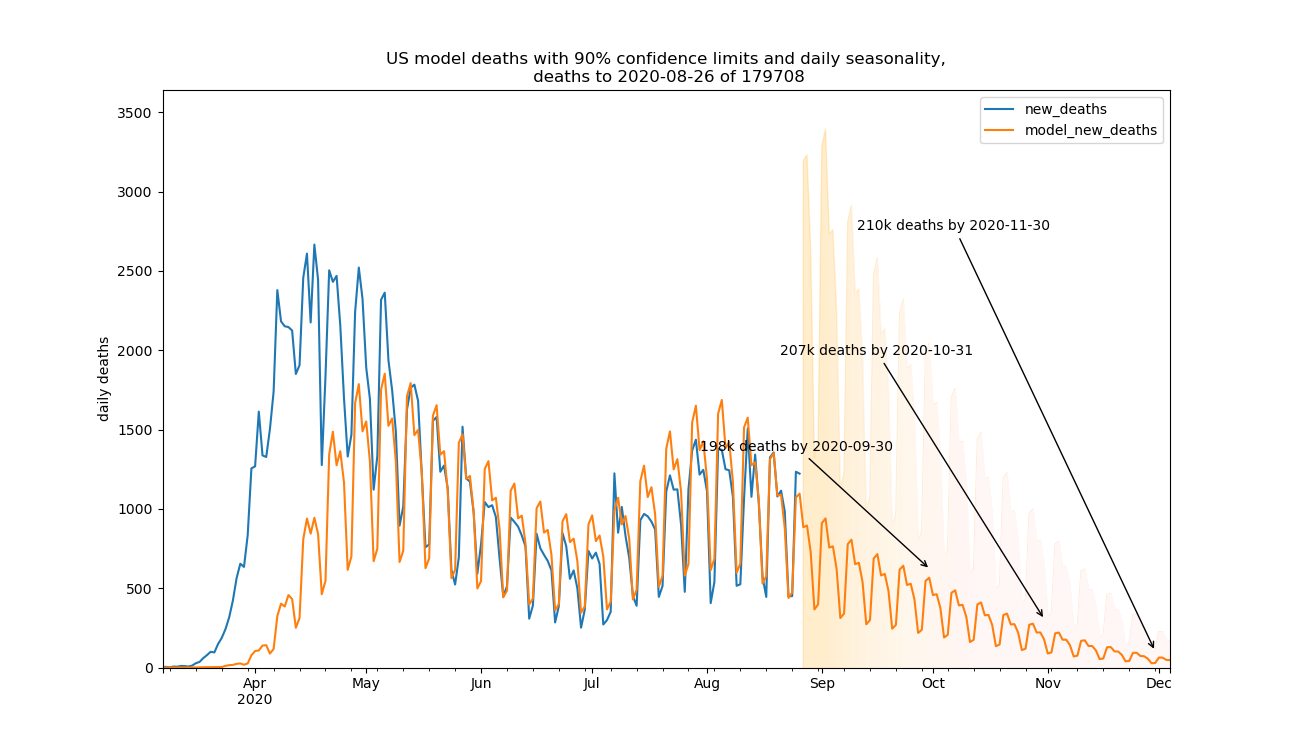 US model deaths with 90% confidence limits and daily seasonality,
deaths to 2020-08-26 of 179708
new_deaths
model_new_deaths
3500
3000
2500
2000
1500
1000
500
0
daily deaths
210k deaths by 2020-11-30
207k deaths by 2020-10-31
198k deaths by 2020-09-30
Apr May Jun Jul Aug Sep Oct Nov Dec
2020